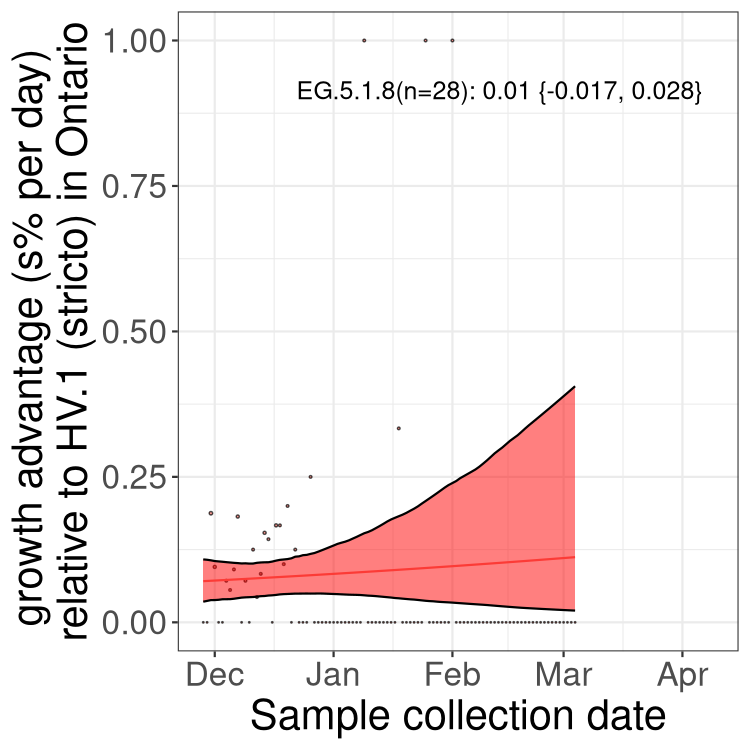 growth advantage (s% per day)
relative to HV.1 (stricto) in Ontario
1.00
EG.5.1.8(n=28): 0.01 {-0.017, 0.028}
0.75
0.50
0.25
0.00
Dec Jan Feb Mar Apr
Sample collection date